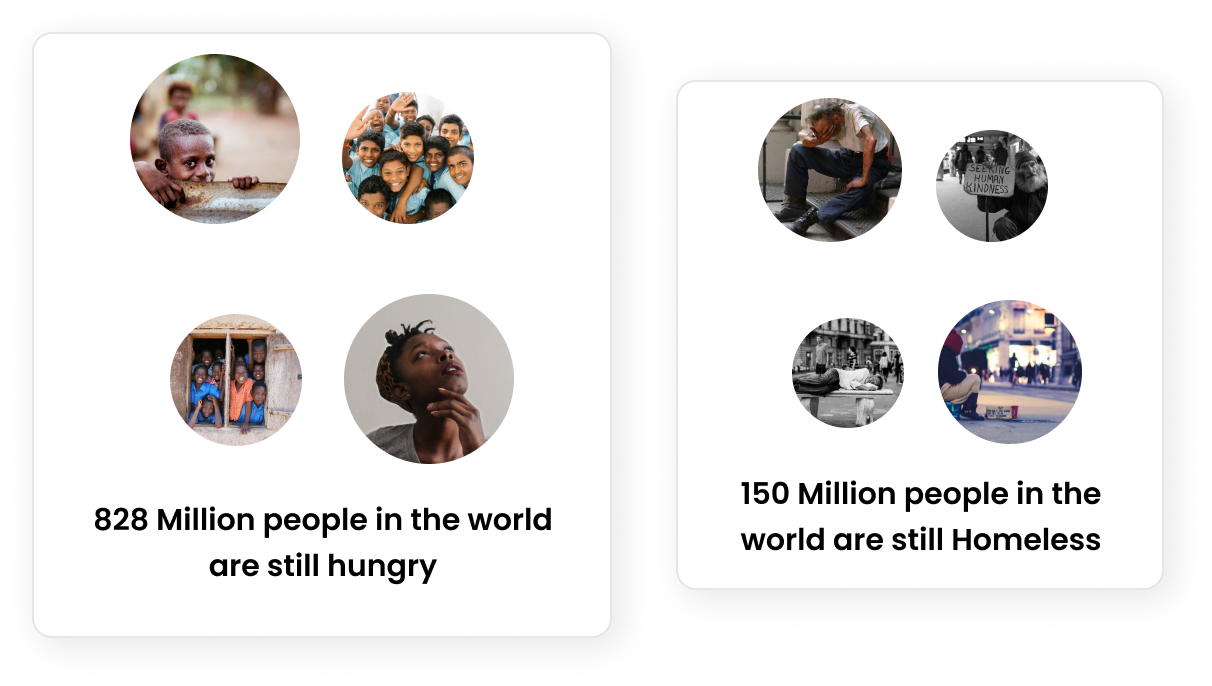 828 Million people in the world
are still hungry
SEEKING
HUMAN
KINDNESS
150 Million people in the
world are still Homeless